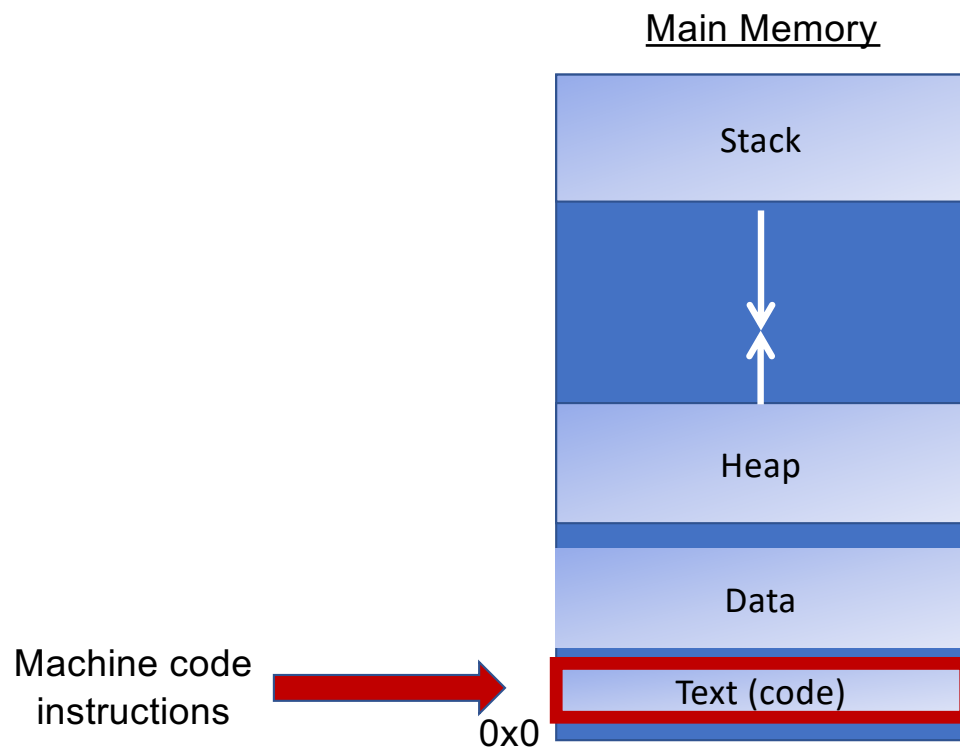 Main Memory
Stack
Heap
Data
Machine code
instructions
Text (code)
0x0